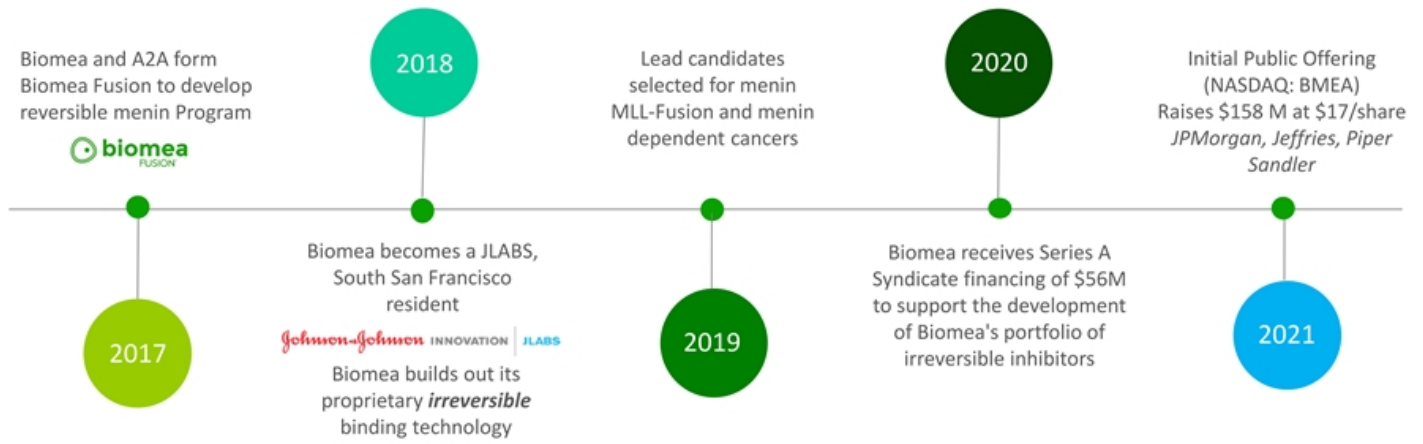 Biomea and A2A form
Biomea Fusion to develop
reversible menin Program
biomea
FUSION
2017
2018
Biomea becomes a JLABS,
South San Francisco
resident
Johnson&Johnson INNOVATION | JLABS
Biomea builds out its
proprietary irreversible
binding technology
Lead candidates
selected for menin
MLL-Fusion and menin
dependent cancers
2019
2020
Biomea receives Series A
Syndicate financing of $56M
to support the development
of Biomea's portfolio of
irreversible inhibitors
Initial Public Offering
(NASDAQ: BMEA)
Raises $158 M at $17/share
JPMorgan, Jeffries, Piper
Sandler
2021